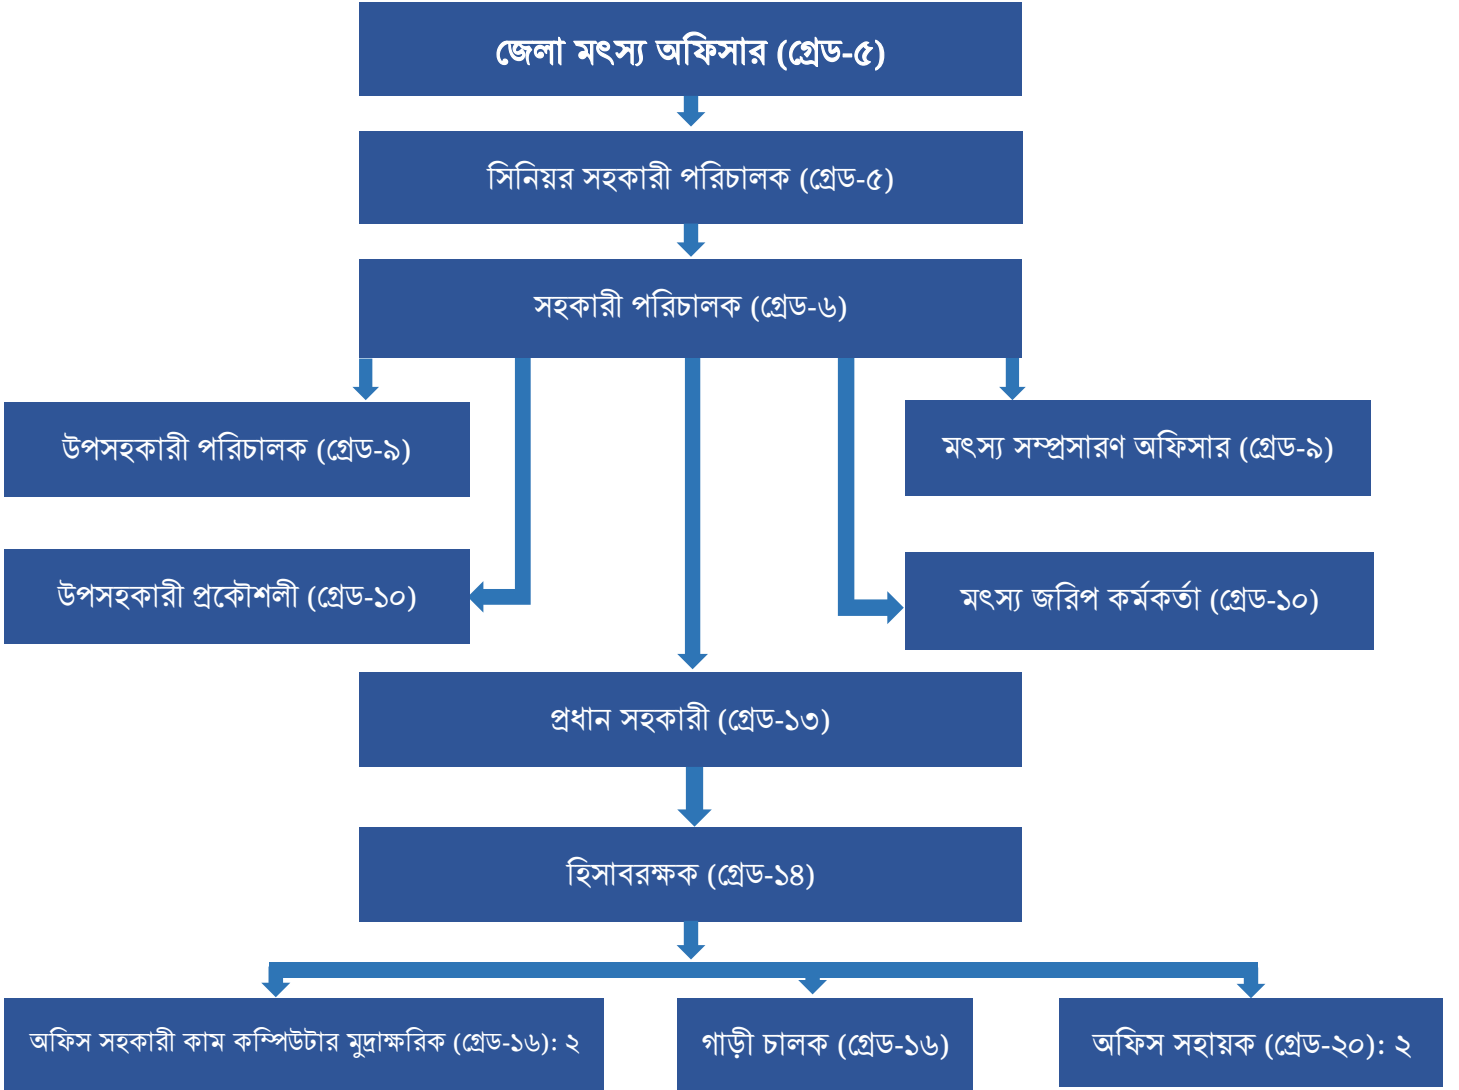 জেলা মৎস্য অফিসার (গ্রেড-৫)
সিনিয়র সহকারী পরিচালক (গ্রেড-৫)
সহকারী পরিচালক (গ্রেড-৬)
উপসহকারী পরিচালক (গ্রেড-৯)
মৎস্য সম্প্রসারণ অফিসার (গ্রেড-৯)
উপসহকারী প্রকৌশলী (গ্রেড-১০)
মৎস্য জরিপ কর্মকর্তা (গ্রেড-১০)
প্রধান সহকারী (গ্রেড-১৩)
হিসাবরক্ষক (গ্রেড-১৪)
অফিস সহকারী কাম কম্পিউটার মুদ্রাক্ষরিক (গ্রেড-১৬): ২
গাড়ী চালক (গ্রেড-১৬)
অফিস সহায়ক (গ্রেড-২০): ২